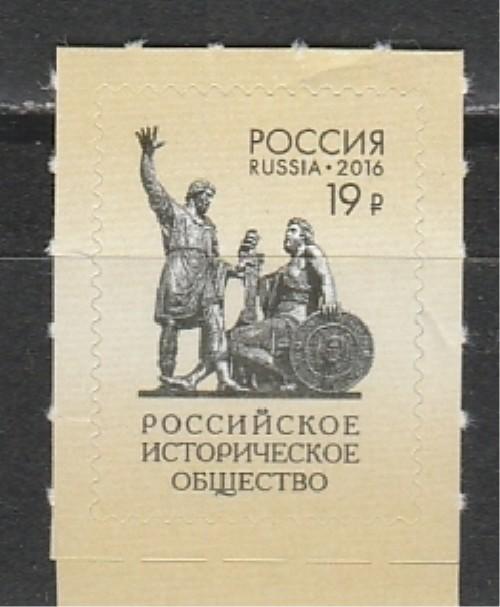 РОССИЯ
RUSSIA • 2016
19 ₽
РОССИЙСКОЕ
ИСТОРИЧЕСКОЕ
ОБЩЕСТВО